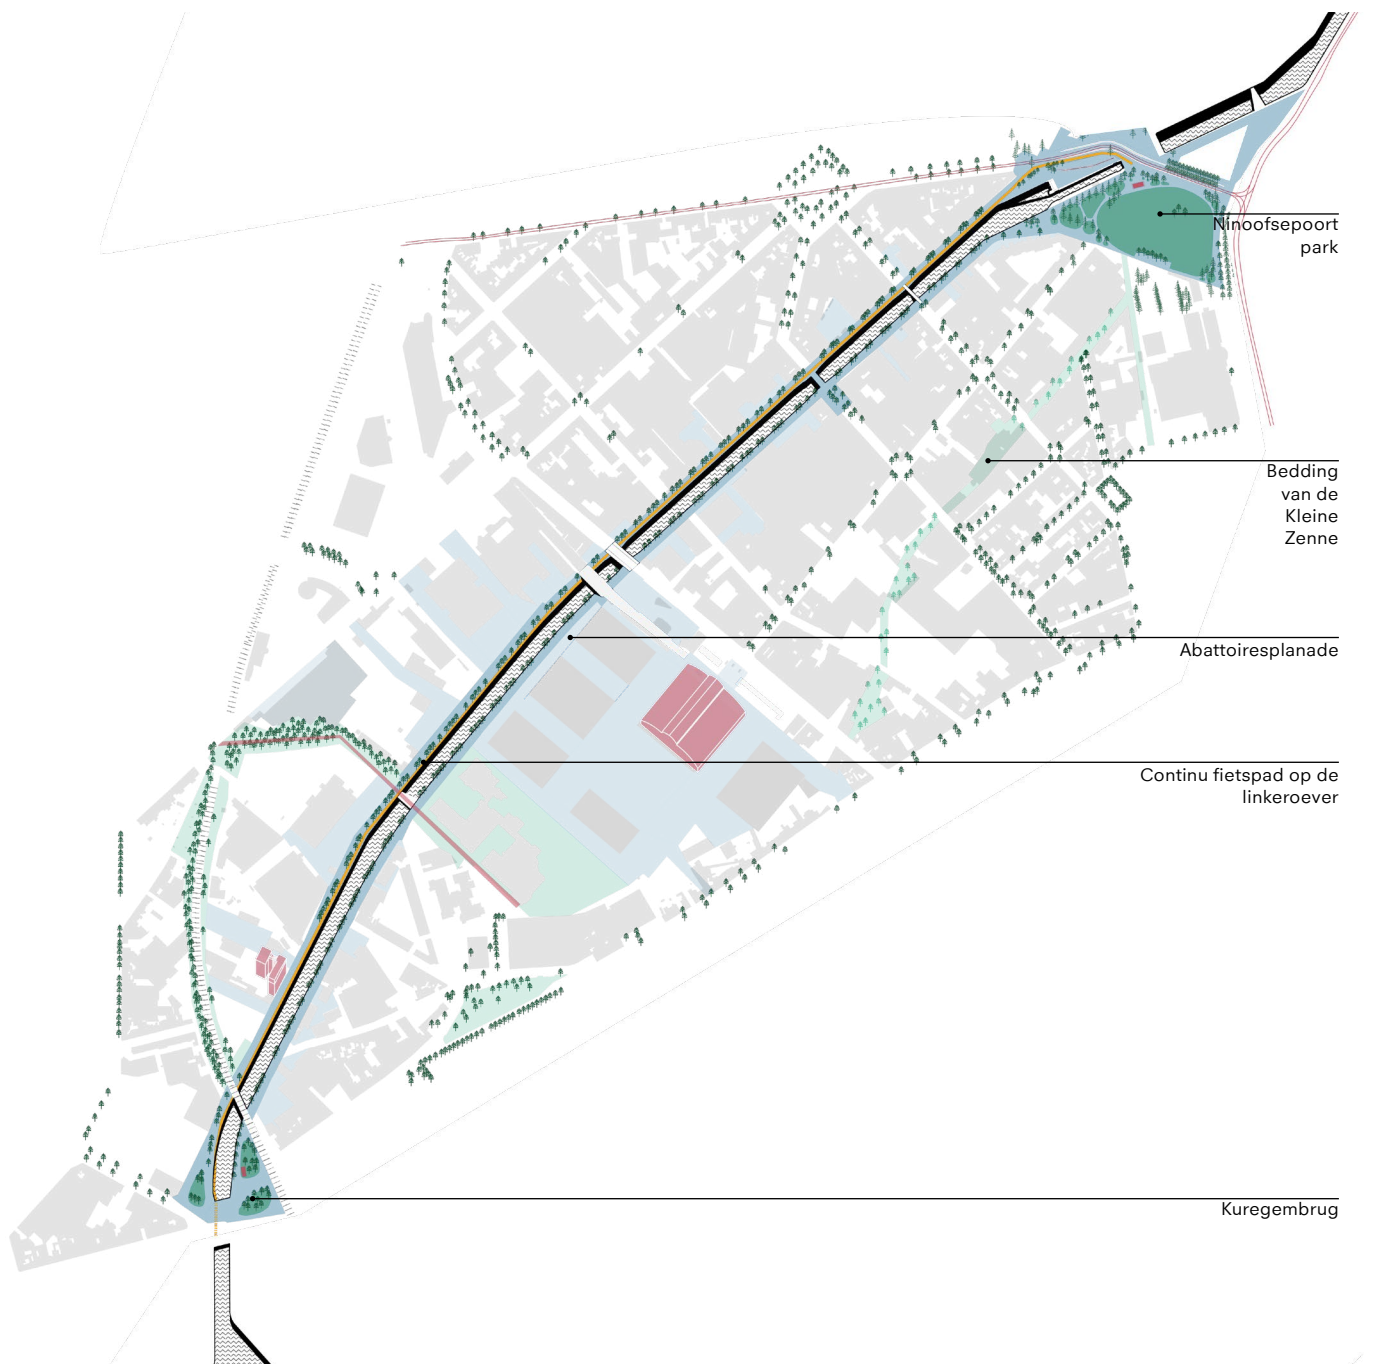 Ninoofsepoort
park
Bedding
van de
Kleine
Zenne
Abattoiresplanade
Continu fietspad op de
linkeroever
Kuregembrug